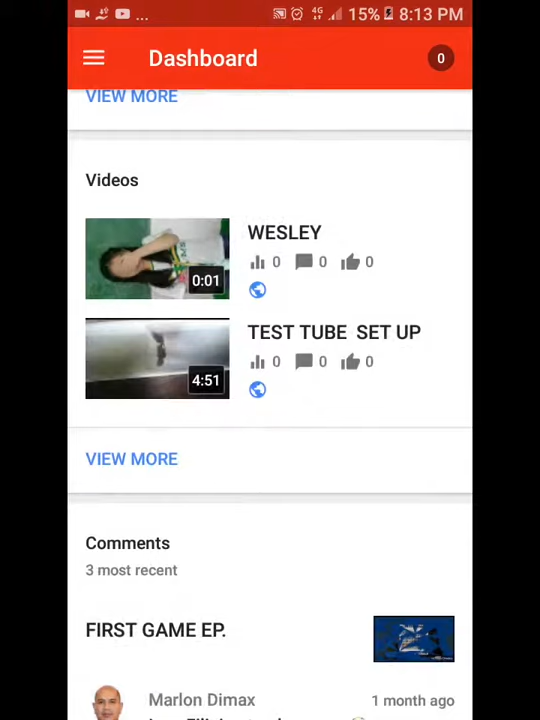 ... 4G 15% 8:13 PM
Dashboard 0
VIEW MORE
Videos
WESLEY
0 0 0
0:01
TEST TUBE SET UP
0 0 0
4:51
VIEW MORE
Comments
3 most recent
FIRST GAME EP.
Marlon Dimax 1 month ago